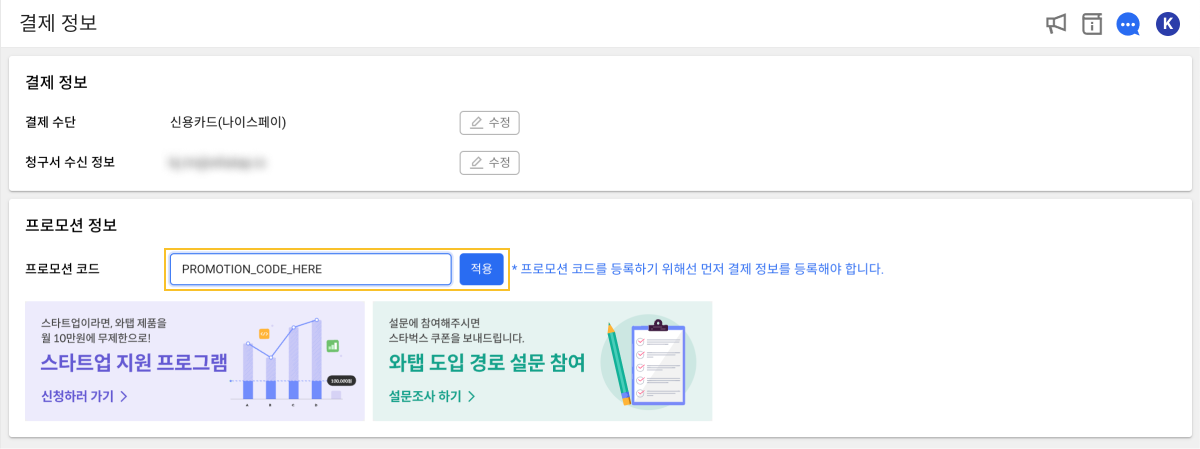 결제 정보
K
결제 정보
결제 수단 신용카드(나이스페이) 수정
청구서 수신 정보 수정
프로모션 정보
프로모션 코드 PROMOTION_CODE_HERE 적용 * 프로모션 코드를 등록하기 위해선 먼저 결제 정보를 등록해야 합니다.
스타트업이라면, 와탭 제품을
월 10만원에 무제한으로!
스타트업 지원 프로그램
신청하러 가기 >
100,000원
A B C D
설문에 참여해주시면
스타벅스 쿠폰을 보내드립니다.
와탭 도입 경로 설문 참여
설문조사 하기 >